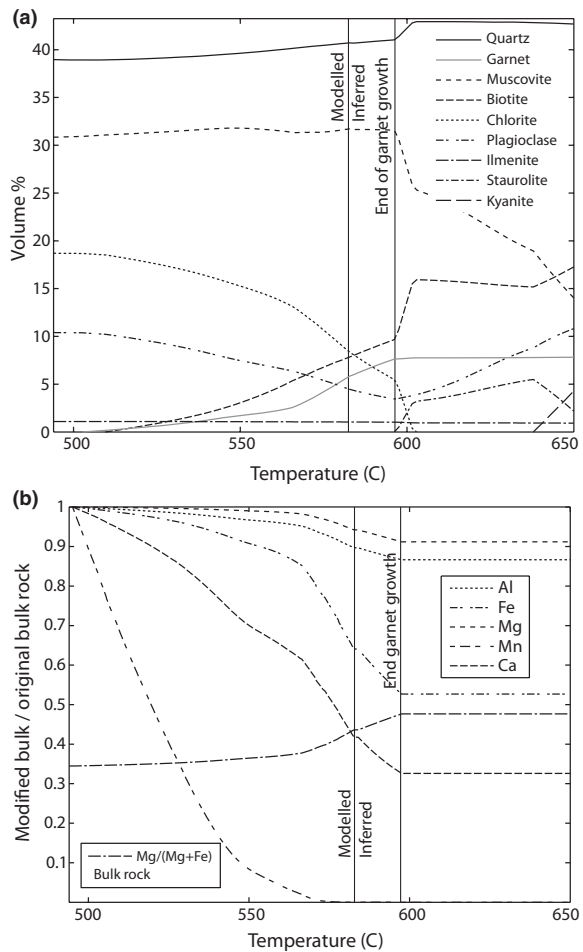 (a)
40
35
30
25
20
15
10
5
0
Volume %
Modelled
Inferred
End of garnet growth
Quartz
Garnet
Muscovite
Biotite
Chlorite
Plagioclase
Ilmenite
Staurolite
Kyanite
500
550
600
650
Temperature (C)
(b)
1
0.9
0.8
0.7
0.6
0.5
0.4
0.3
0.2
0.1
Modified bulk / original bulk rock
End garnet growth
Modelled
Inferred
Al
Fe
Mg
Mn
Ca
Mg/(Mg+Fe)
Bulk rock
500
550
600
650
Temperature (C)